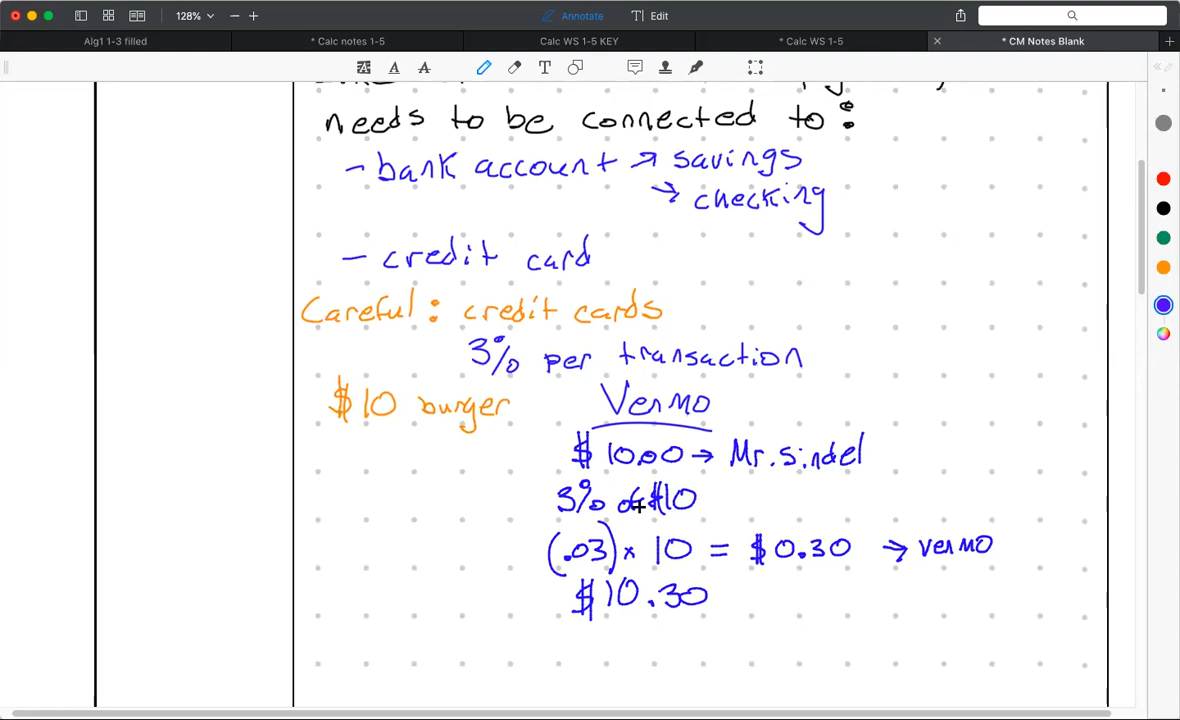 128%
Annotate
Edit
Alg1 1-3 filled
* Calc notes 1-5
Calc WS 1-5 KEY
* Calc WS 1-5
* CM Notes Blank
needs to be connected to:
- bank account → savings
→ checking
- credit card
Careful: credit cards
3% per transaction
$10 burger
Venmo
$10.00 → Mr. Sindel
3% of $10
(.03) × 10 = $0.30 → venmo
$10.30